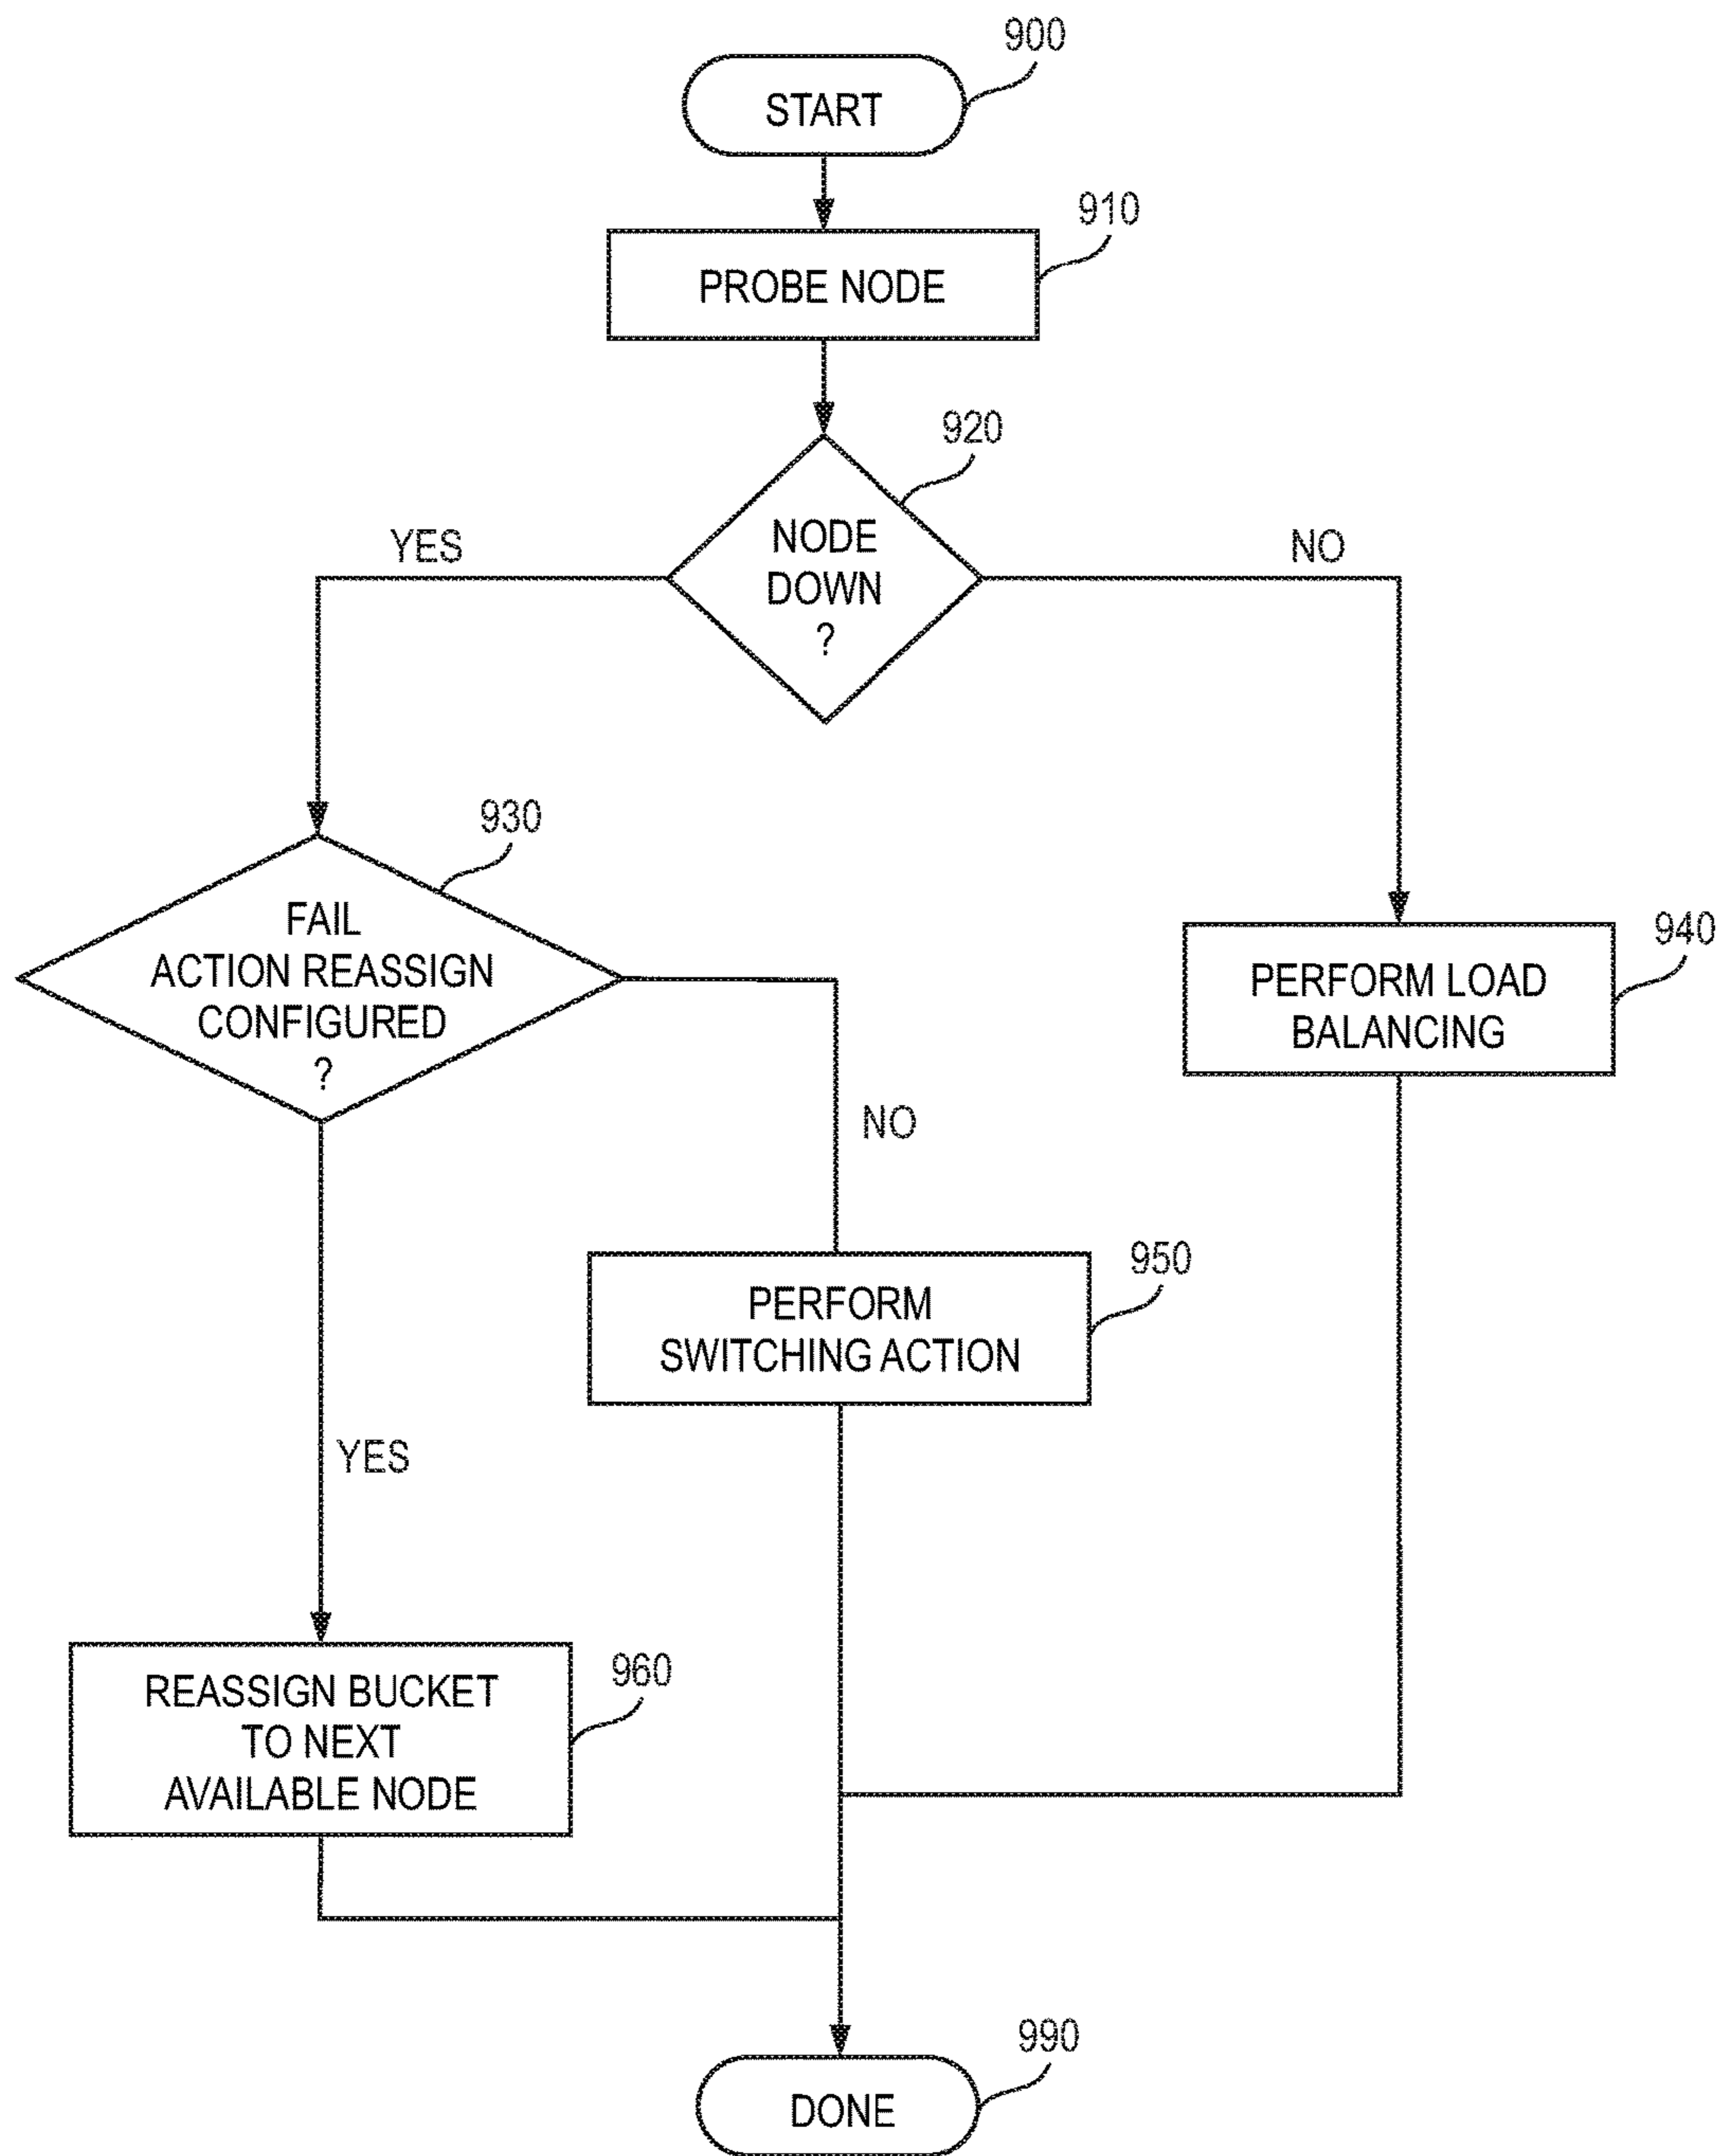 900
START
910
PROBE NODE
920
NODE
DOWN
?
YES
NO
930
FAIL
ACTION REASSIGN
CONFIGURED
?
940
PERFORM LOAD
BALANCING
NO
950
PERFORM
SWITCHING ACTION
YES
960
REASSIGN BUCKET
TO NEXT
AVAILABLE NODE
990
DONE